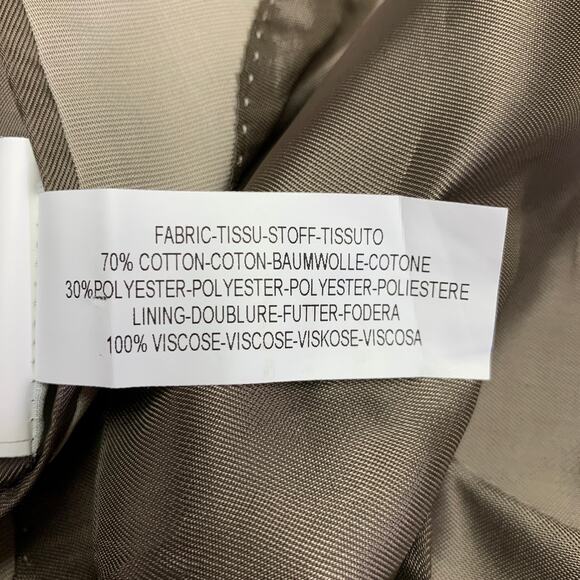 FABRIC-TISSU-STOFF-TISSUTO
70% COTTON-COTON-BAUMWOLLE-COTONE
30%POLYESTER-POLYESTER-POLYESTER-POLIESTERE
LINING-DOUBLURE-FUTTER-FODERA
100% VISCOSE-VISCOSE-VISKOSE-VISCOSA